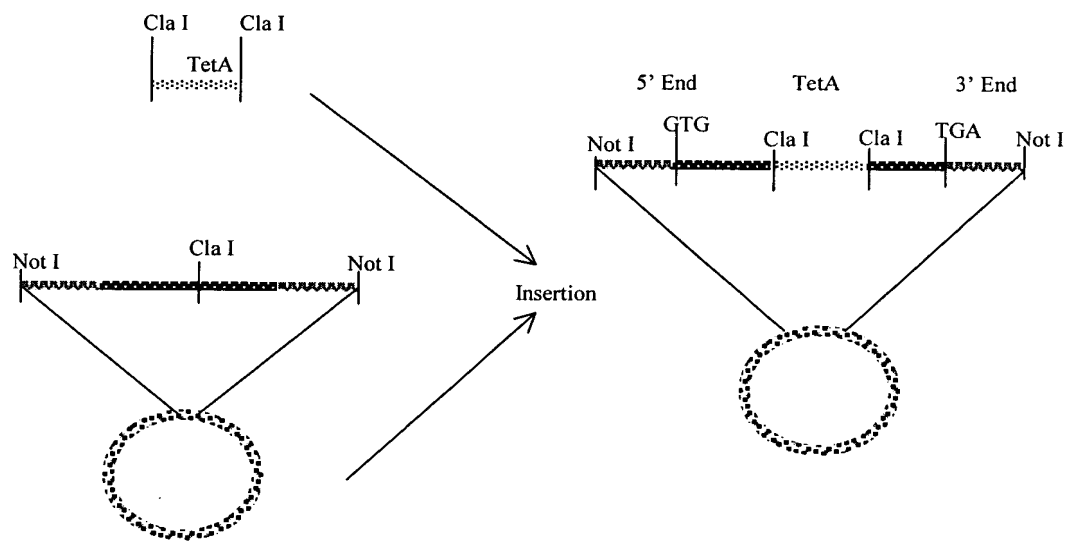 Cla I Cla I
TetA
5' End TetA 3' End
GTG TGA
Not I Cla I Cla I Not I
Cla I
Not I Not I
Insertion